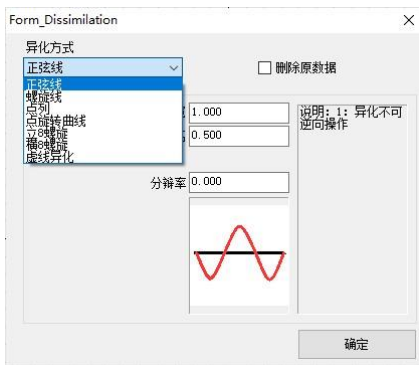 Form_Dissimilation
异化方式
正弦线
删除原数据
正弦线
螺旋线
点列
点旋转曲线
立8螺旋
横8螺旋
虚线异化
1.000
0.500
说明：1：异化不可
逆向操作
分辩率 0.000
确定